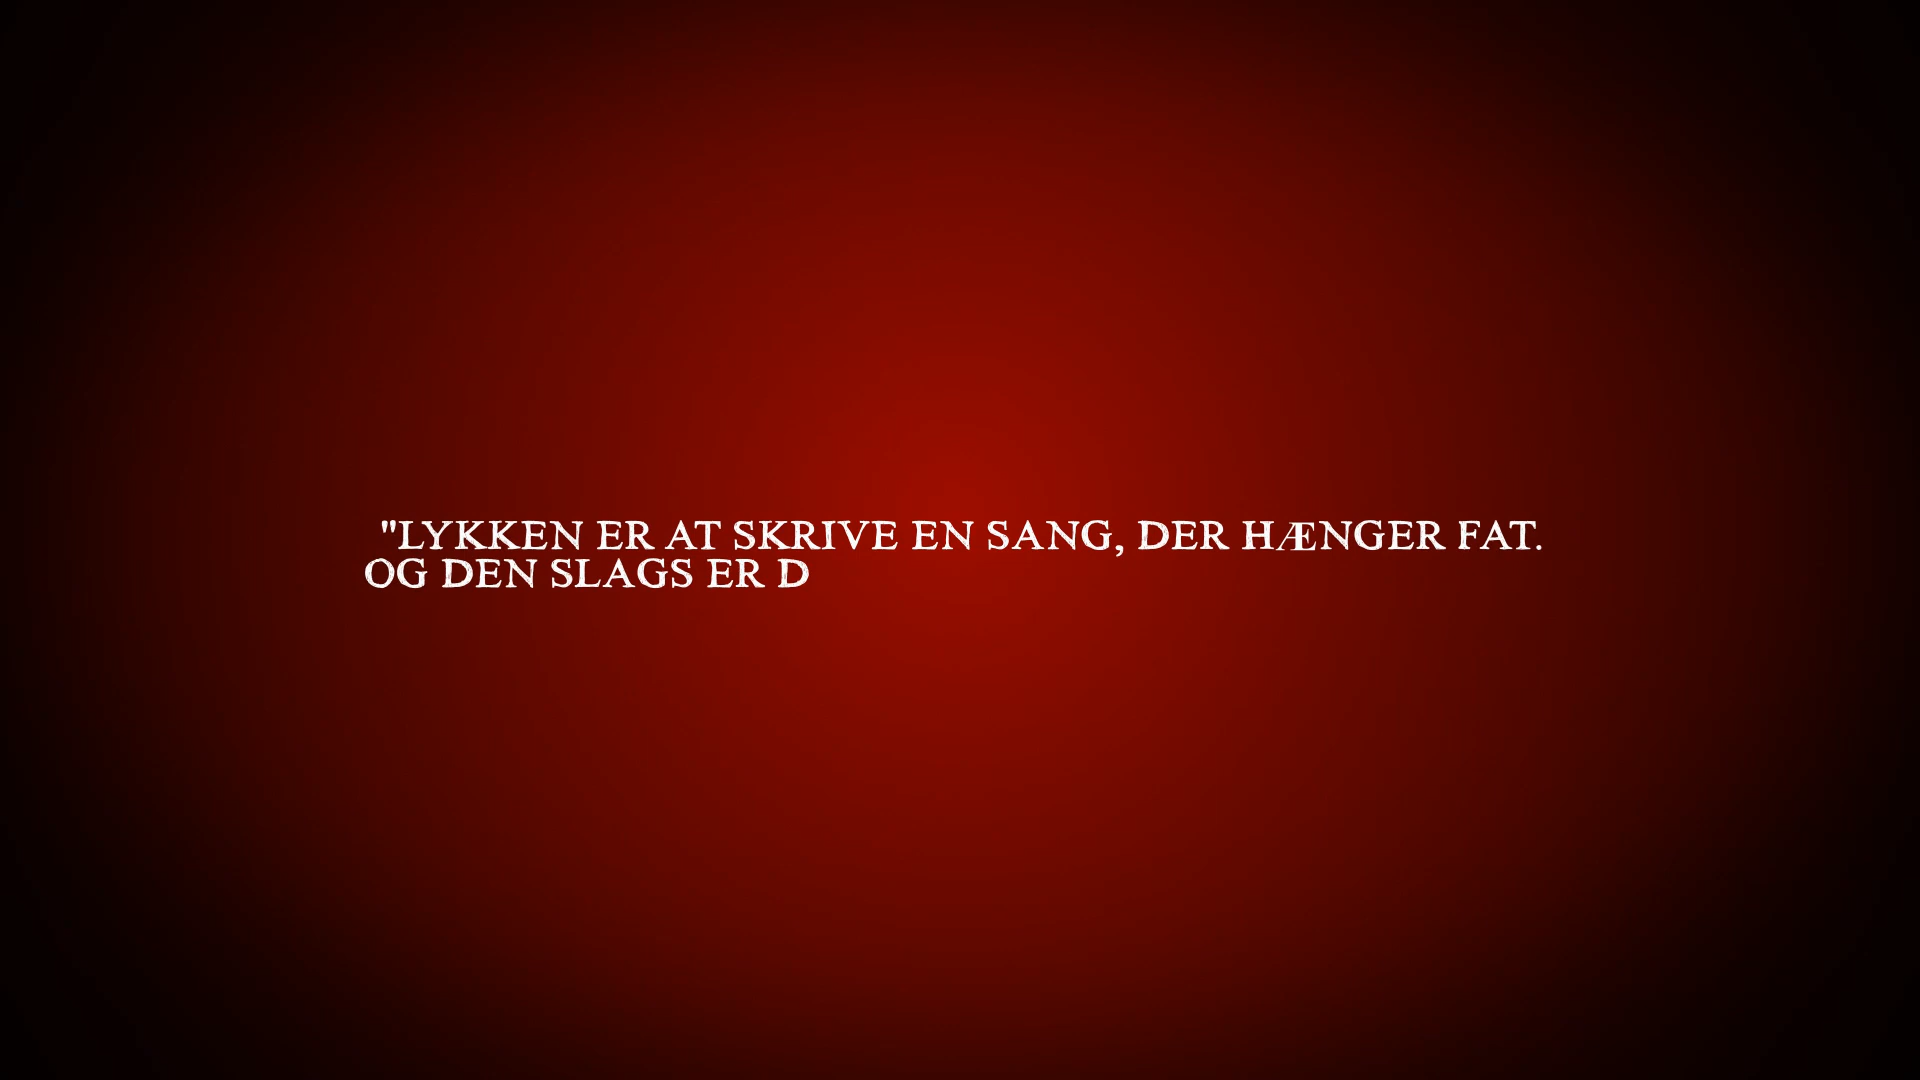 "LYKKEN ER AT SKRIVE EN SANG, DER HÆNGER FAT.
OG DEN SLAGS ER D